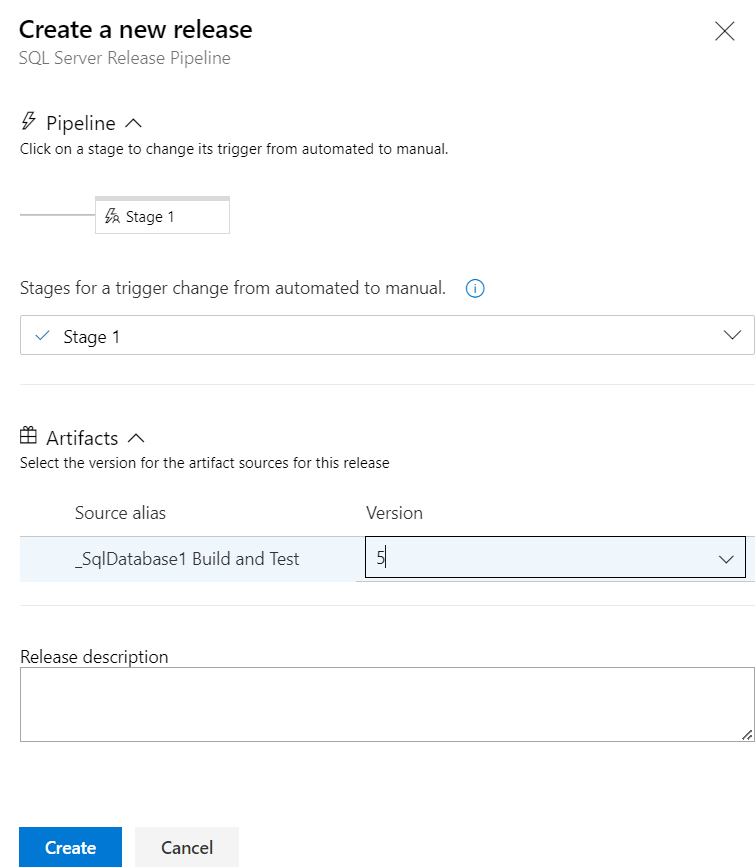 Create a new release
SQL Server Release Pipeline
Pipeline
Click on a stage to change its trigger from automated to manual.
Stage 1
Stages for a trigger change from automated to manual.
Stage 1
Artifacts
Select the version for the artifact sources for this release
Source alias Version
_SqlDatabase1 Build and Test 5
Release description
Create Cancel